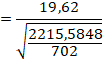 = 19,62
√ 2215,5848
702